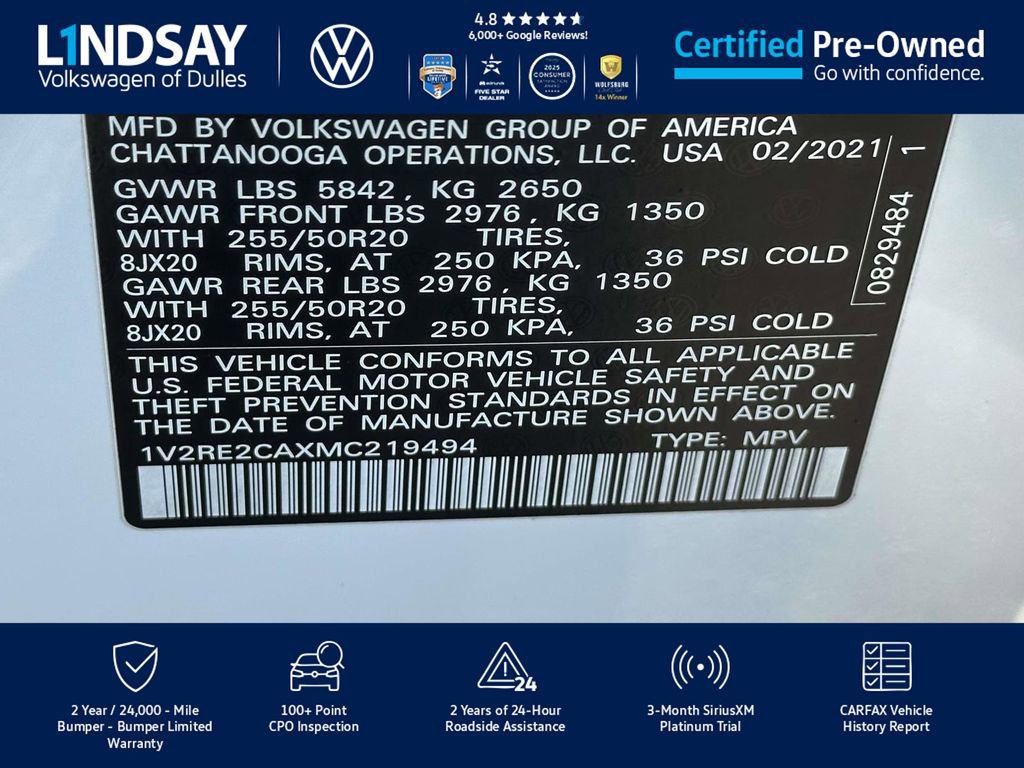 L1NDSAY
Volkswagen of Dulles
4.8
6,000+ Google Reviews!
FIVE STAR
DEALER
2025
CONSUMER
WOLFSBURG
14x Winner
Certified Pre-Owned
Go with confidence.
MFD BY VOLKSWAGEN GROUP OF AMERICA
CHATTANOOGA OPERATIONS, LLC. USA 02/2021
GVWR LBS 5842, KG 2650
GAWR FRONT LBS 2976, KG 1350
WITH 255/50R20 TIRES,
8JX20 RIMS, AT 250 KPA, 36 PSI COLD
GAWR REAR LBS 2976, KG 1350
WITH 255/50R20 TIRES,
8JX20 RIMS, AT 250 KPA, 36 PSI COLD
0829484 1
THIS VEHICLE CONFORMS TO ALL APPLICABLE
U.S. FEDERAL MOTOR VEHICLE SAFETY AND
THEFT PREVENTION STANDARDS IN EFFECT ON
THE DATE OF MANUFACTURE SHOWN ABOVE.
1V2RE2CAXMC219494 TYPE: MPV
2 Year / 24,000 - Mile
Bumper - Bumper Limited
Warranty
100+ Point
CPO Inspection
24
2 Years of 24-Hour
Roadside Assistance
3-Month SiriusXM
Platinum Trial
CARFAX Vehicle
History Report